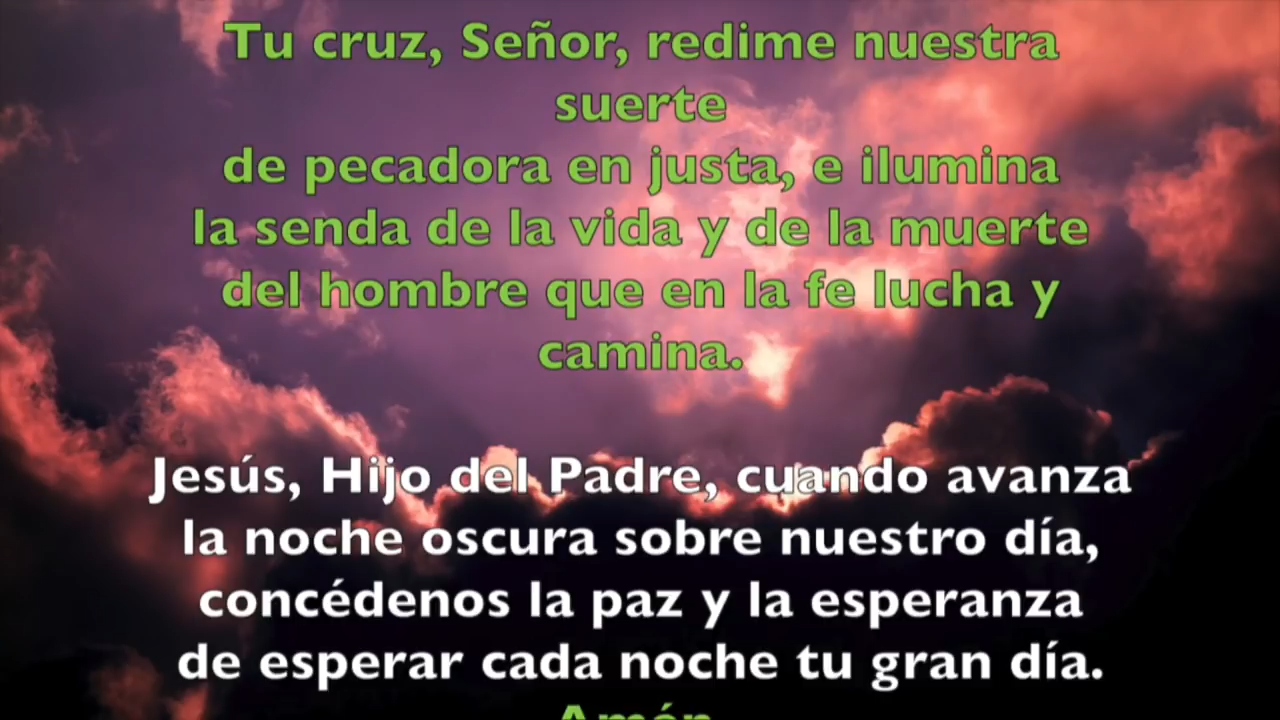 Tu cruz, Señor, redime nuestra
suerte
de pecadora en justa, e ilumina
la senda de la vida y de la muerte
del hombre que en la fe lucha y
camina.
Jesús, Hijo del Padre, cuando avanza
la noche oscura sobre nuestro día,
concédenos la paz y la esperanza
de esperar cada noche tu gran día.
Amén